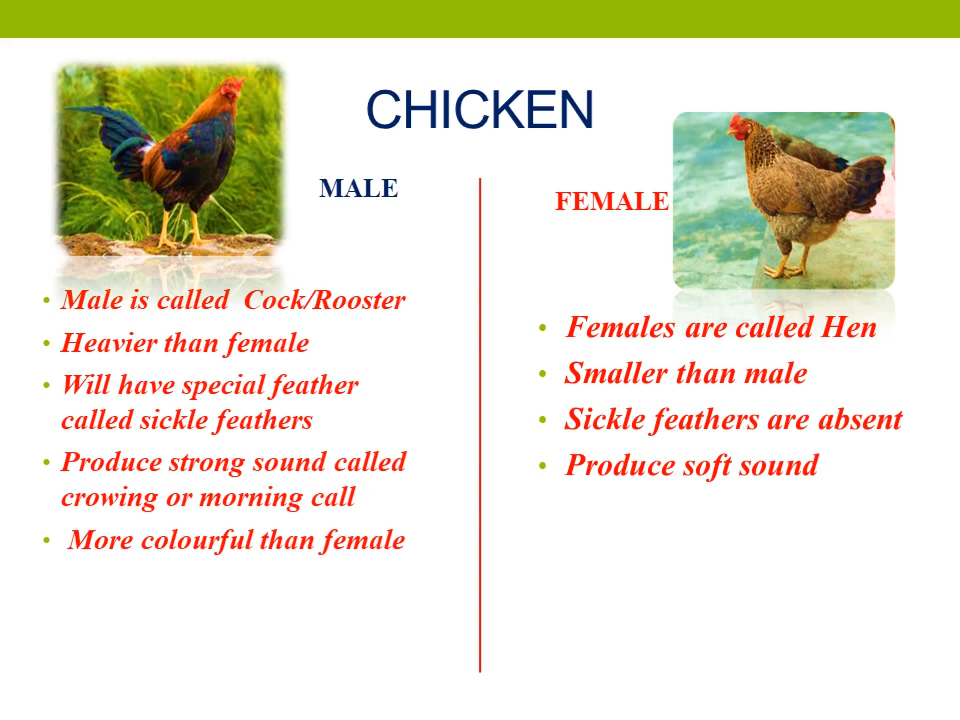 CHICKEN
MALE
• Male is called  Cock/Rooster
• Heavier than female
• Will have special feather
called sickle feathers
• Produce strong sound called
crowing or morning call
• More colourful than female
FEMALE
• Females are called Hen
• Smaller than male
• Sickle feathers are absent
• Produce soft sound